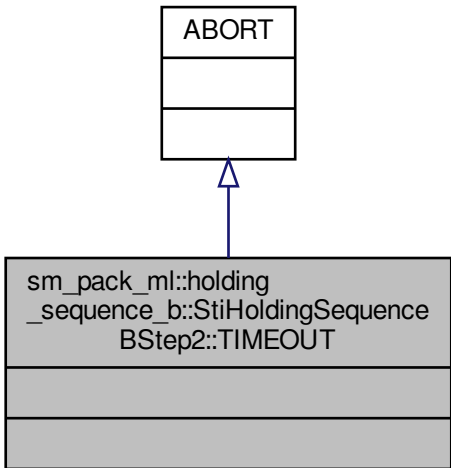 ABORT
sm_pack_ml::holding
_sequence_b::StiHoldingSequence
BStep2::TIMEOUT